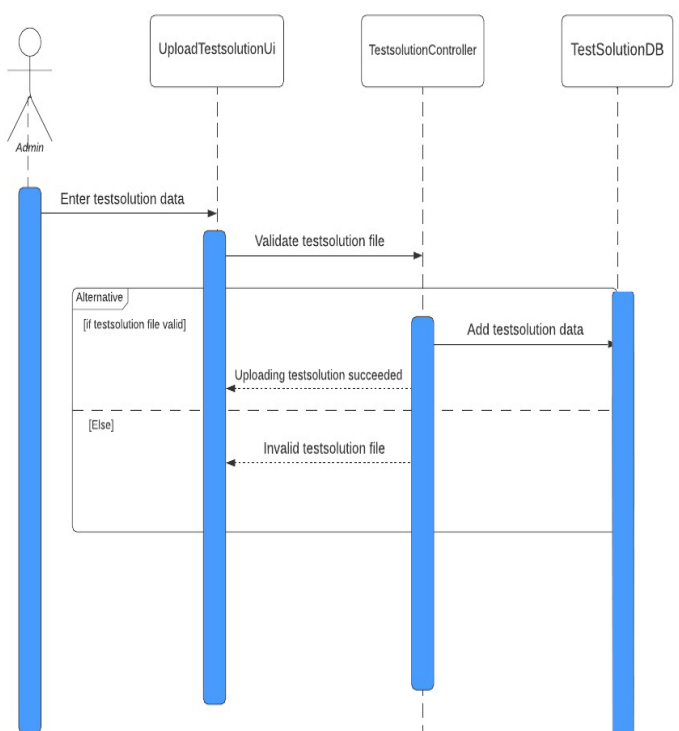 UploadTestsolutionUi
TestsolutionController
TestSolutionDB
Admin
Enter testsolution data
Validate testsolution file
Alternative
[if testsolution file valid]
Add testsolution data
Uploading testsolution succeeded
[Else]
Invalid testsolution file